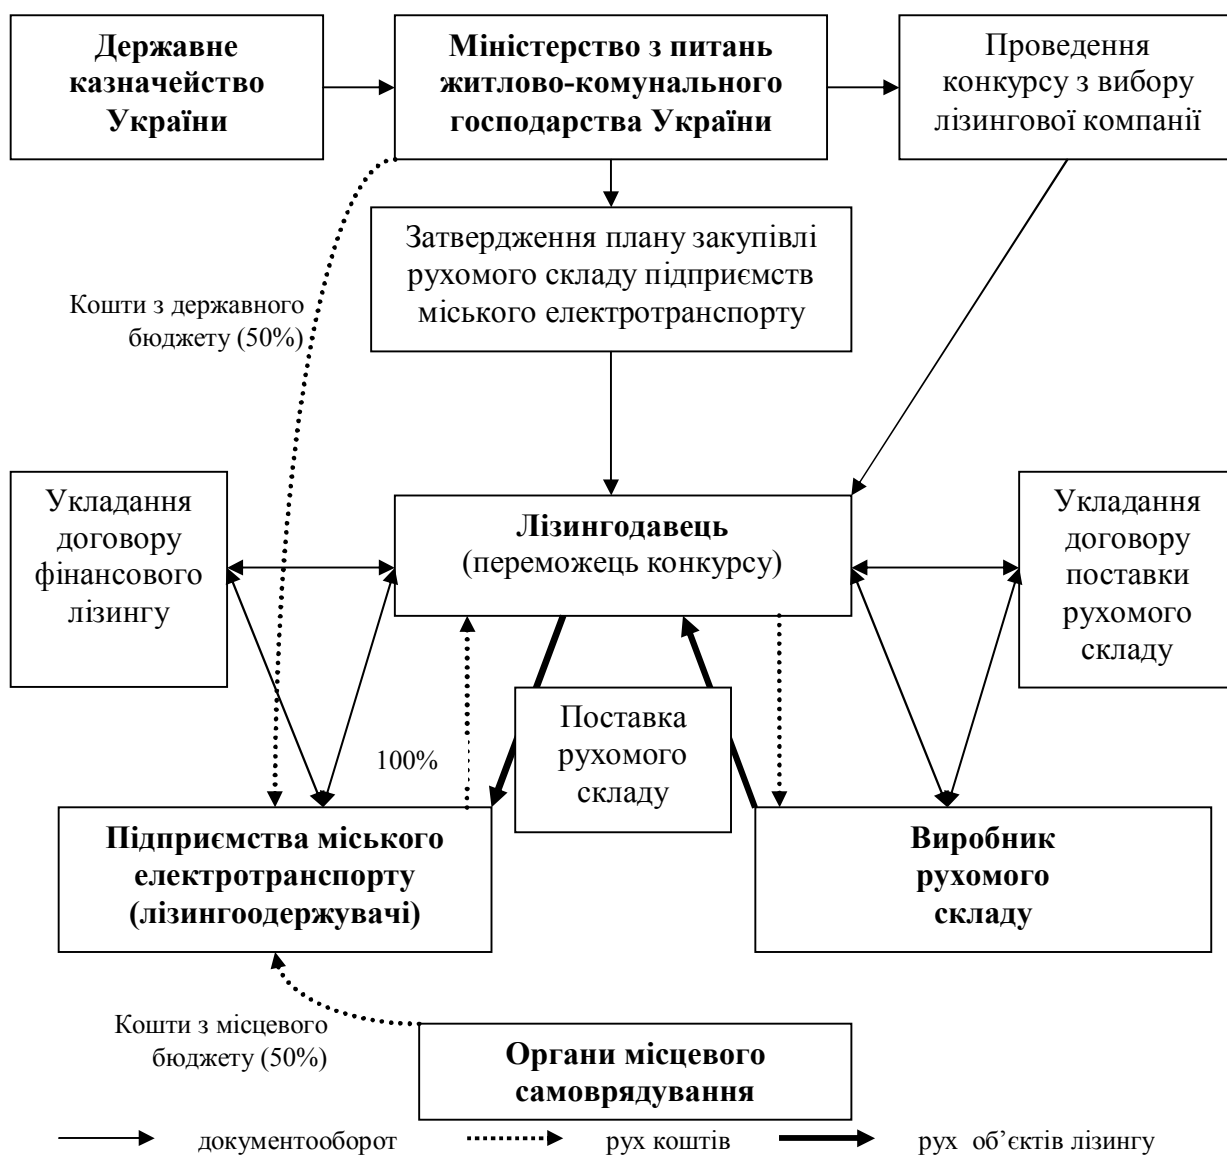 Державне
казначейство
України
Міністерство з питань
житлово-комунального
господарства України
Проведення
конкурсу з вибору
лізингової компанії
Затвердження плану закупівлі
рухомого складу підприємств
міського електротранспорту
Кошти з державного
бюджету (50%)
Укладання
договору
фінансового
лізингу
Лізингодавець
(переможець конкурсу)
Укладання
договору
поставки
рухомого
складу
Поставка
рухомого
складу
100%
Підприємства міського
електротранспорту
(лізингоодержувачі)
Виробник
рухомого
складу
Кошти з місцевого
бюджету (50%)
Органи місцевого
самоврядування
документооборот
рух коштів
рух об’єктів лізингу